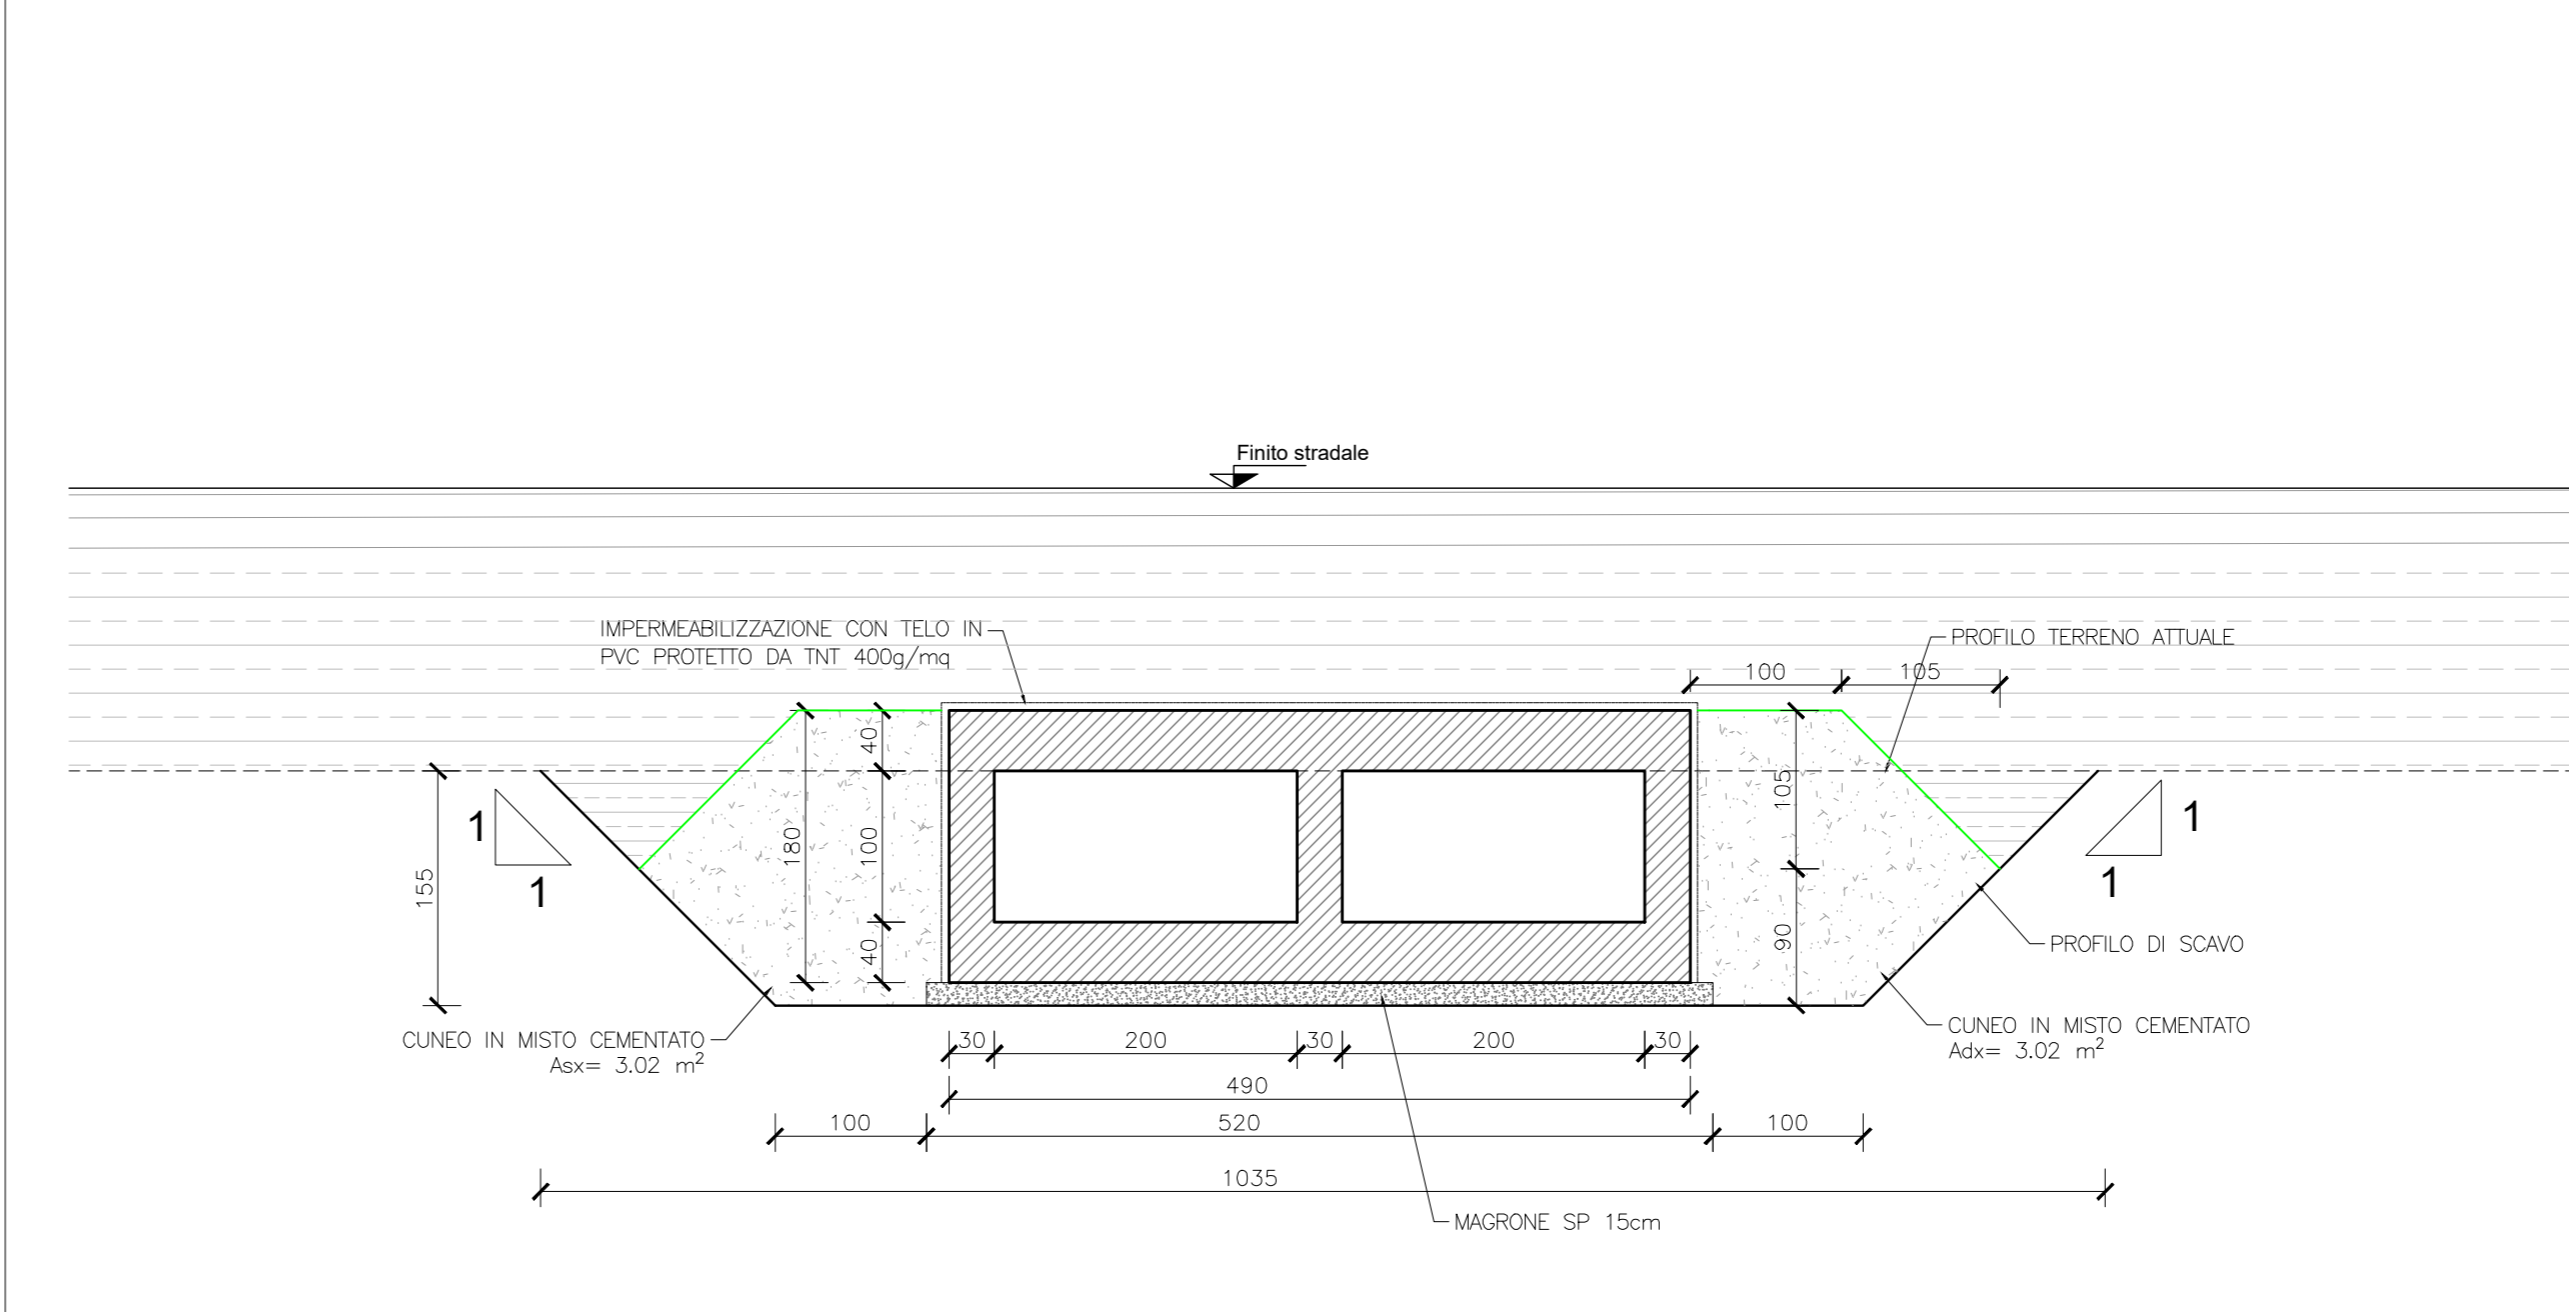 Finito stradale
IMPERMEABILIZZAZIONE CON TELO IN
PVC PROTETTO DA TNT 400g/mq
PROFILO TERRENO ATTUALE
100
105
40
100
40
180
155
1
1
105
90
1
1
PROFILO DI SCAVO
CUNEO IN MISTO CEMENTATO
Asx= 3.02 m²
CUNEO IN MISTO CEMENTATO
Adx= 3.02 m²
30
200
30
200
30
490
100
520
100
1035
MAGRONE SP 15cm